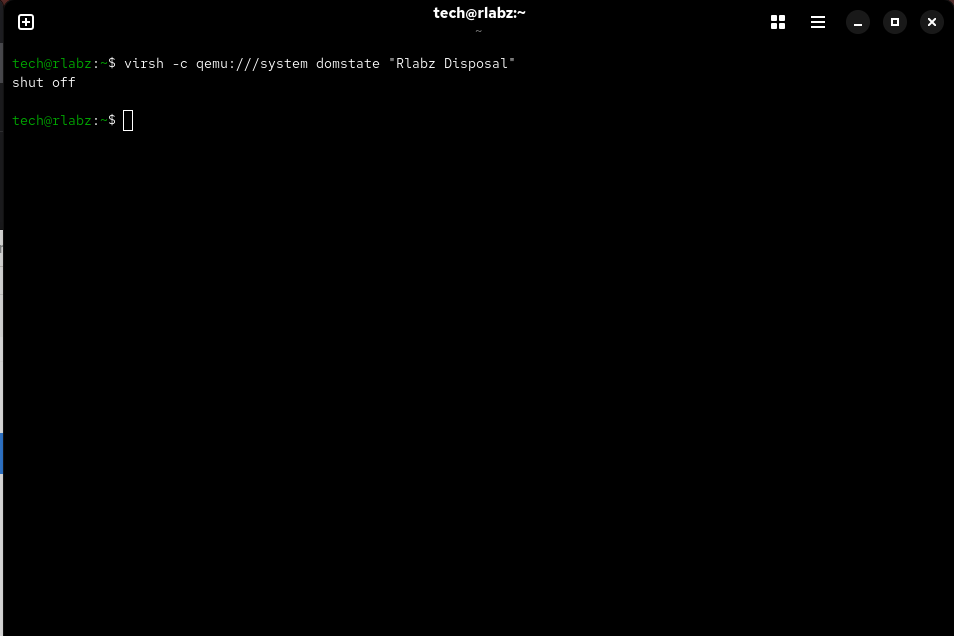 tech@rlabz:~
~
tech@rlabz:~$ virsh -c qemu:///system domstate "Rlabz Disposal"
shut off
tech@rlabz:~$